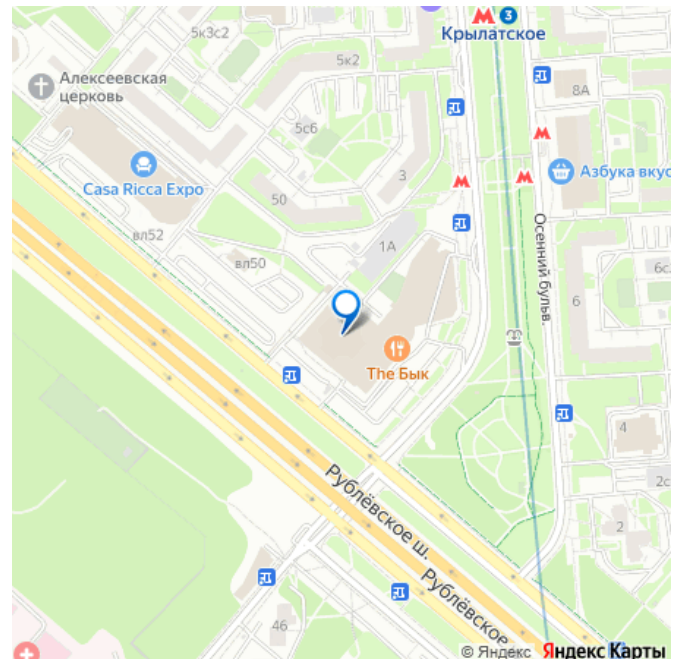 5к3с2
М 3
Крылатское
5к2
Алексеевская
церковь
8А
5с6
М
Азбука вкус
Casa Ricca Expo
50
3
М
М
Осенний бульв.
вл52
1А
вл50
6с
6
The Бык
4
Рублёвское ш.
2с
2
Рублёвское
46
© Яндекс Яндекс Карты